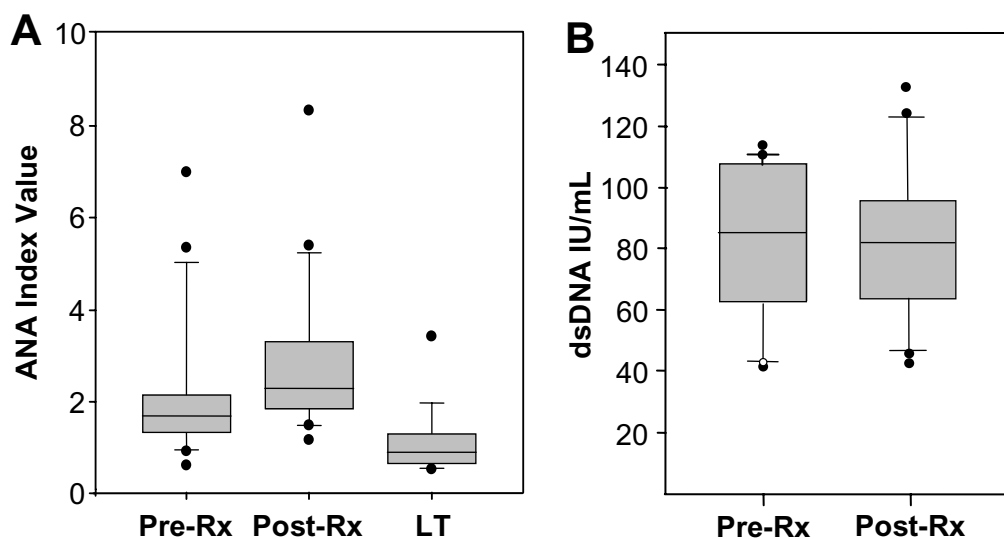 A
ANA Index Value
10
8
6
4
2
0
Pre-Rx Post-Rx LT
B
dsDNA IU/mL
140
120
100
80
60
40
20
Pre-Rx Post-Rx